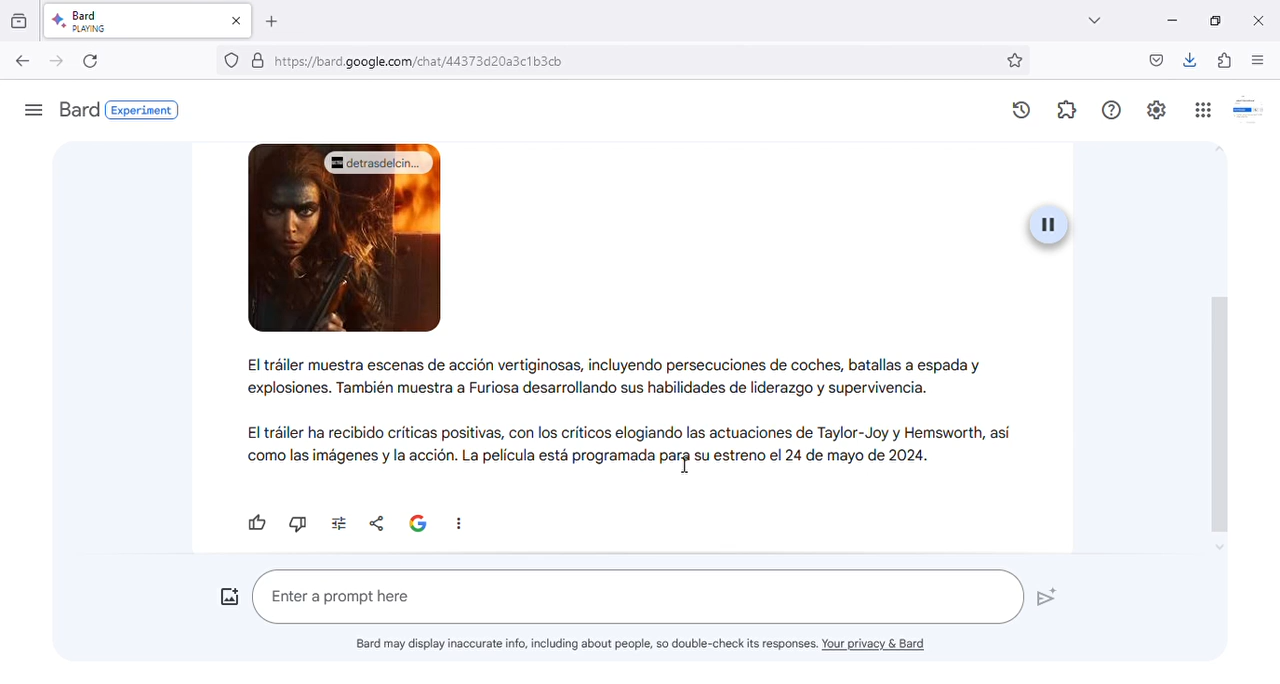 Bard
PLAYING
https://bard.google.com/chat/44373d20a3c1b3cb
Bard Experiment
detrasdelcin...
El tráiler muestra escenas de acción vertiginosas, incluyendo persecuciones de coches, batallas a espada y
explosiones. También muestra a Furiosa desarrollando sus habilidades de liderazgo y supervivencia.
El tráiler ha recibido críticas positivas, con los críticos elogiando las actuaciones de Taylor-Joy y Hemsworth, así
como las imágenes y la acción. La película está programada para su estreno el 24 de mayo de 2024.
Enter a prompt here
Bard may display inaccurate info, including about people, so double-check its responses. Your privacy & Bard